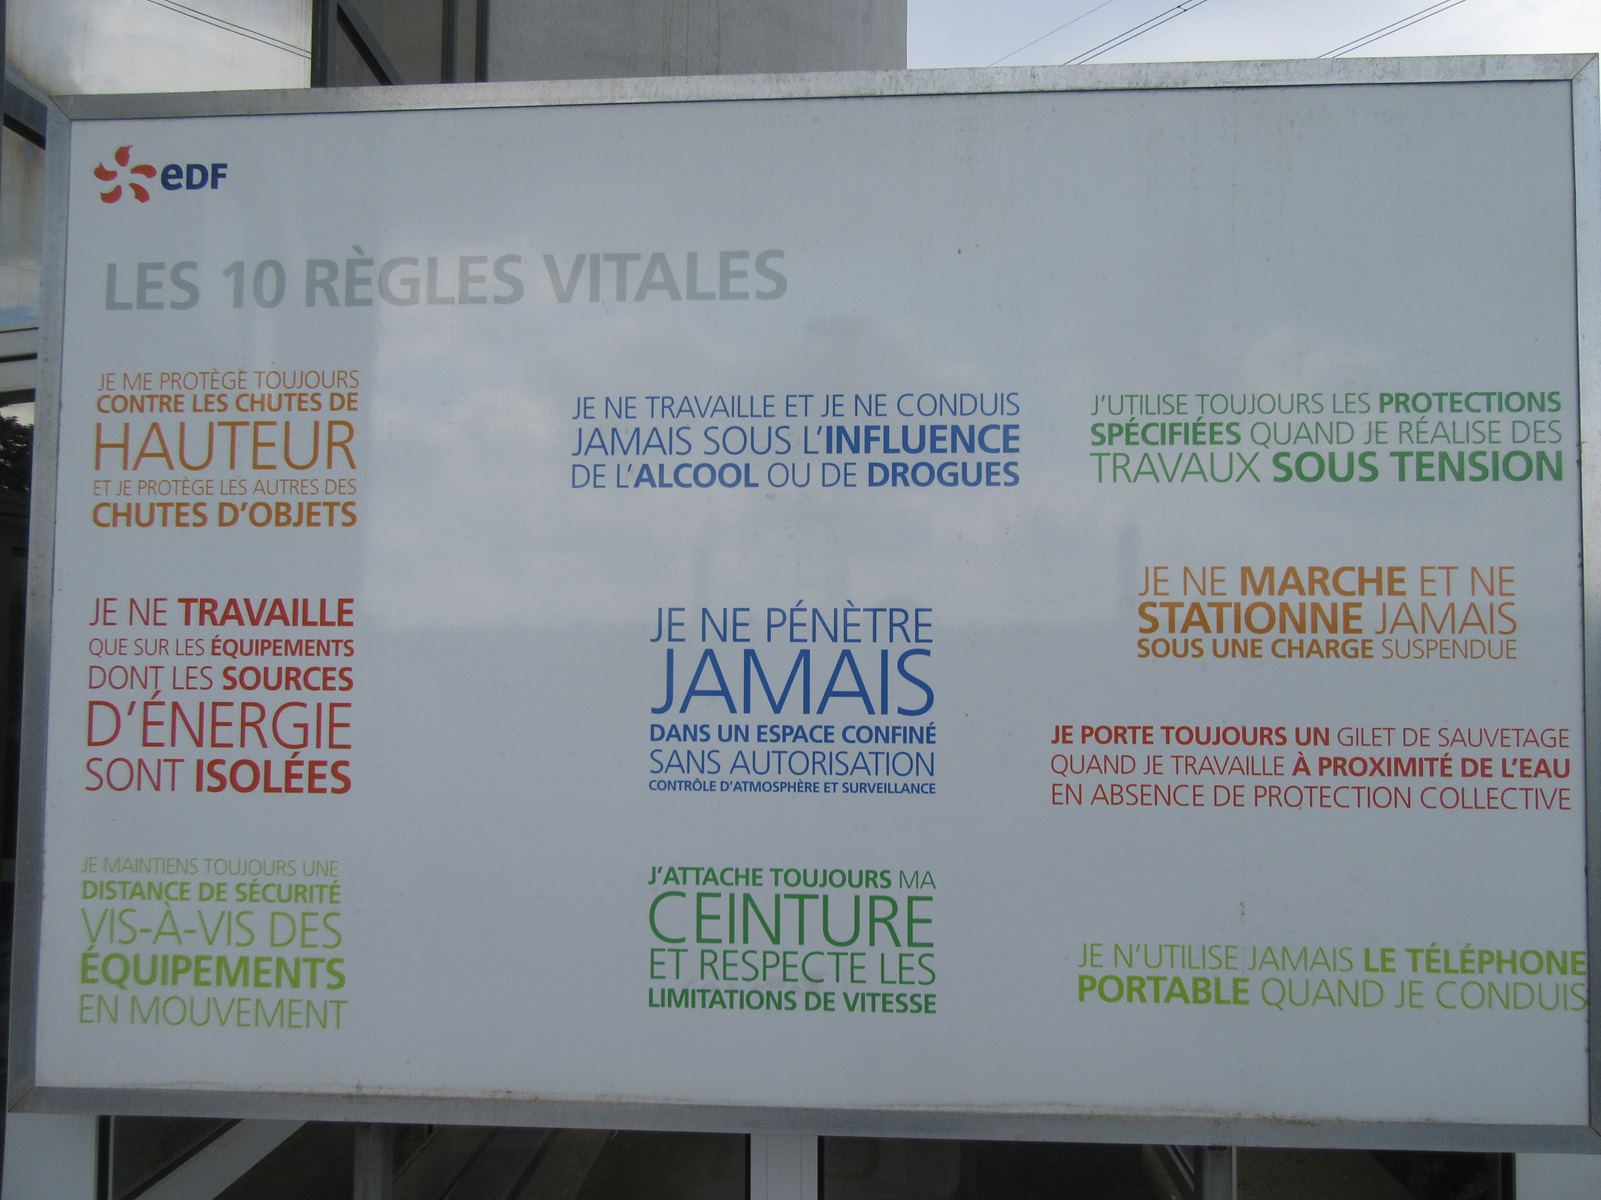 eDF
LES 10 RÈGLES VITALES
JE ME PROTÈGE TOUJOURS
CONTRE LES CHUTES DE
HAUTEUR
ET JE PROTÈGE LES AUTRES DES
CHUTES D'OBJETS
JE NE TRAVAILLE
QUE SUR LES ÉQUIPEMENTS
DONT LES SOURCES
D'ÉNERGIE
SONT ISOLÉES
JE MAINTIENS TOUJOURS UNE
DISTANCE DE SÉCURITÉ
VIS-À-VIS DES
ÉQUIPEMENTS
EN MOUVEMENT
JE NE TRAVAILLE ET JE NE CONDUIS
JAMAIS SOUS L'INFLUENCE
DE L'ALCOOL OU DE DROGUES
JE NE PÉNÈTRE
JAMAIS
DANS UN ESPACE CONFINÉ
SANS AUTORISATION
CONTRÔLE D'ATMOSPHÈRE ET SURVEILLANCE
J'ATTACHE TOUJOURS MA
CEINTURE
ET RESPECTE LES
LIMITATIONS DE VITESSE
J'UTILISE TOUJOURS LES PROTECTIONS
SPÉCIFIÉES QUAND JE RÉALISE DES
TRAVAUX SOUS TENSION
JE NE MARCHE ET NE
STATIONNE JAMAIS
SOUS UNE CHARGE SUSPENDUE
JE PORTE TOUJOURS UN GILET DE SAUVETAGE
QUAND JE TRAVAILLE À PROXIMITÉ DE L'EAU
EN ABSENCE DE PROTECTION COLLECTIVE
JE N'UTILISE JAMAIS LE TÉLÉPHONE
PORTABLE QUAND JE CONDUIS